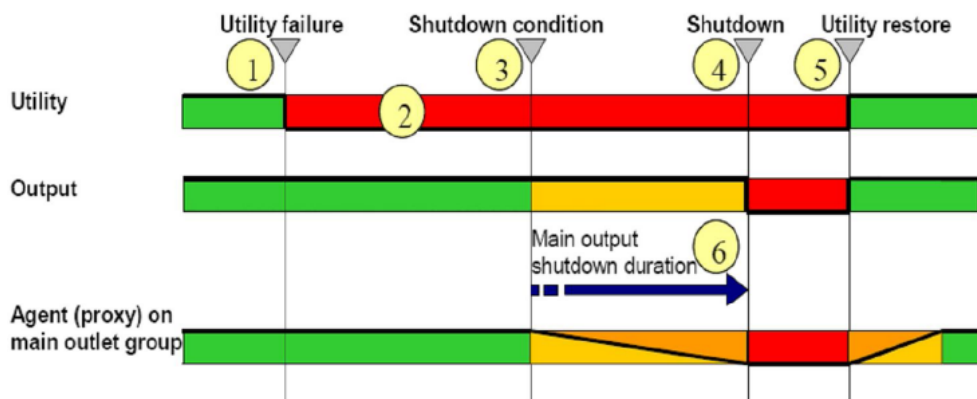 Utility failure
Shutdown condition
Shutdown
Utility restore
1
3
4
5
Utility
2
Output
Main output
shutdown duration
6
Agent (proxy) on
main outlet group